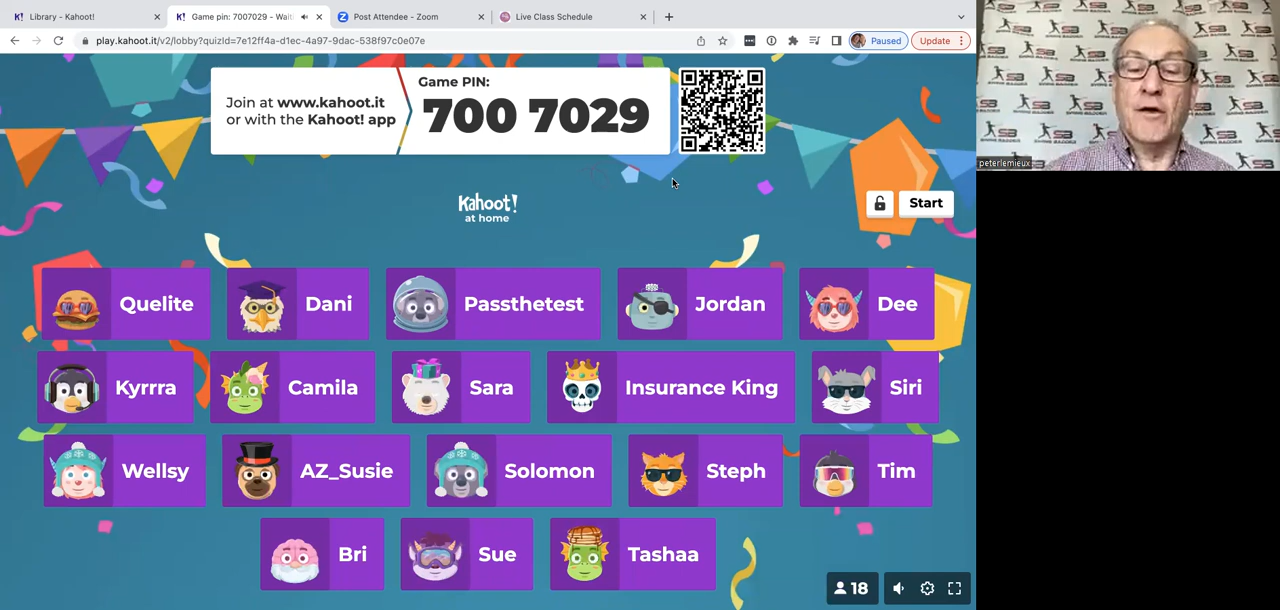 Library - Kahoot!
Game pin: 7007029 - Wait
Post Attendee - Zoom
Live Class Schedule
play.kahoot.it/v2/lobby?quizId=7e12ff4a-d1ec-4a97-9dac-538f97c0e07e
Paused
Update
Join at www.kahoot.it
or with the Kahoot! app
Game PIN:
700 7029
peterlemieux
Kahoot!
at home
Start
Quelite
Dani
Passthetest
Jordan
Dee
Kyrrra
Camila
Sara
Insurance King
Siri
Wellsy
AZ_Susie
Solomon
Steph
Tim
Bri
Sue
Tashaa
18